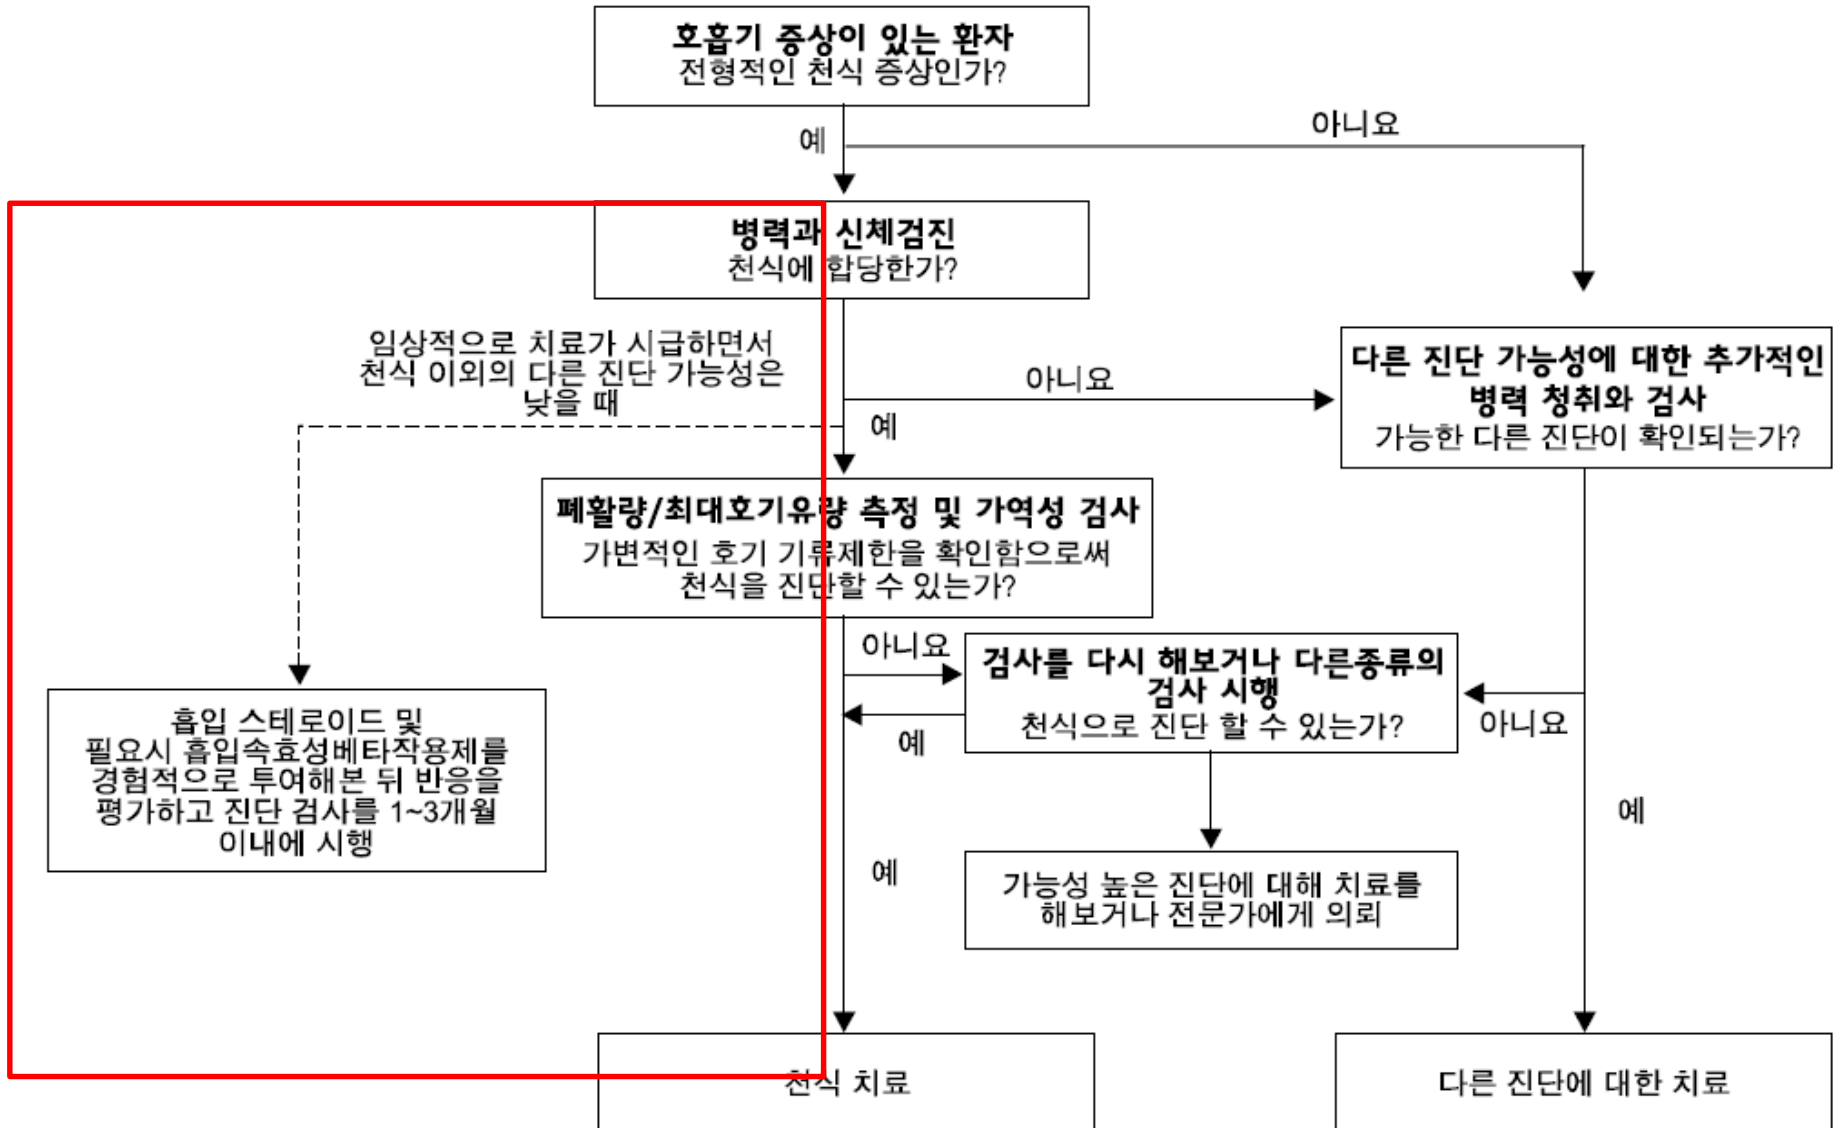 호흡기 증상이 있는 환자
전형적인 천식 증상인가?
예
아니요
병력과 신체검진
천식에 합당한가?
임상적으로 치료가 시급하면서
천식 이외의 다른 진단 가능성은
낮을 때
아니요
예
다른 진단 가능성에 대한 추가적인
병력 청취와 검사
가능한 다른 진단이 확인되는가?
폐활량/최대호기유량 측정 및 가역성 검사
가변적인 호기 기류제한을 확인함으로써
천식을 진단할 수 있는가?
아니요
검사를 다시 해보거나 다른종류의
검사 시행
천식으로 진단 할 수 있는가?
예
아니요
흡입 스테로이드 및
필요시 흡입속효성베타작용제를
경험적으로 투여해본 뒤 반응을
평가하고 진단 검사를 1~3개월
이내에 시행
예
예
가능성 높은 진단에 대해 치료를
해보거나 전문가에게 의뢰
천식 치료
다른 진단에 대한 치료